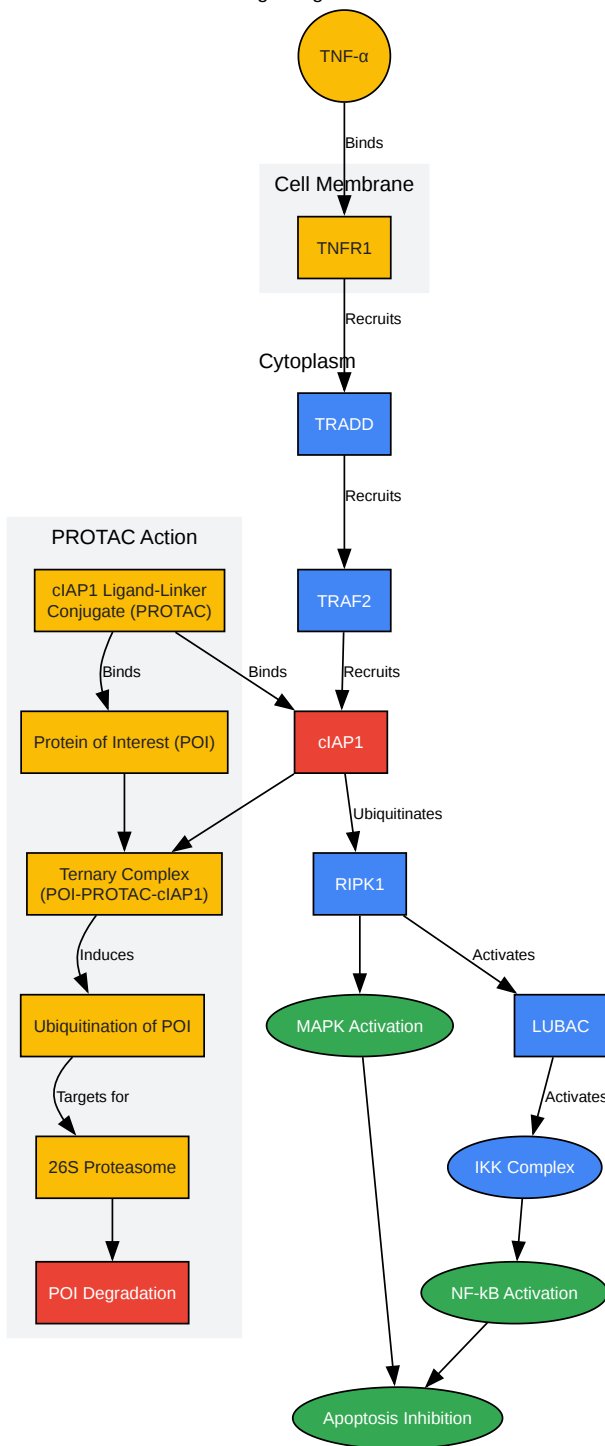 TNF-α
Binds
Cell Membrane
TNFR1
Recruits
Cytoplasm
TRADD
Recruits
PROTAC Action
cIAP1 Ligand-Linker
Conjugate (PROTAC)
TRAF2
Binds
Binds
Recruits
Protein of Interest (POI)
cIAP1
Ubiquitinates
Ternary Complex
(POI-PROTAC-cIAP1)
RIPK1
Induces
Activates
Ubiquitination of POI
MAPK Activation
LUBAC
Targets for
Activates
26S Proteasome
IKK Complex
POI Degradation
NF-kB Activation
Apoptosis Inhibition